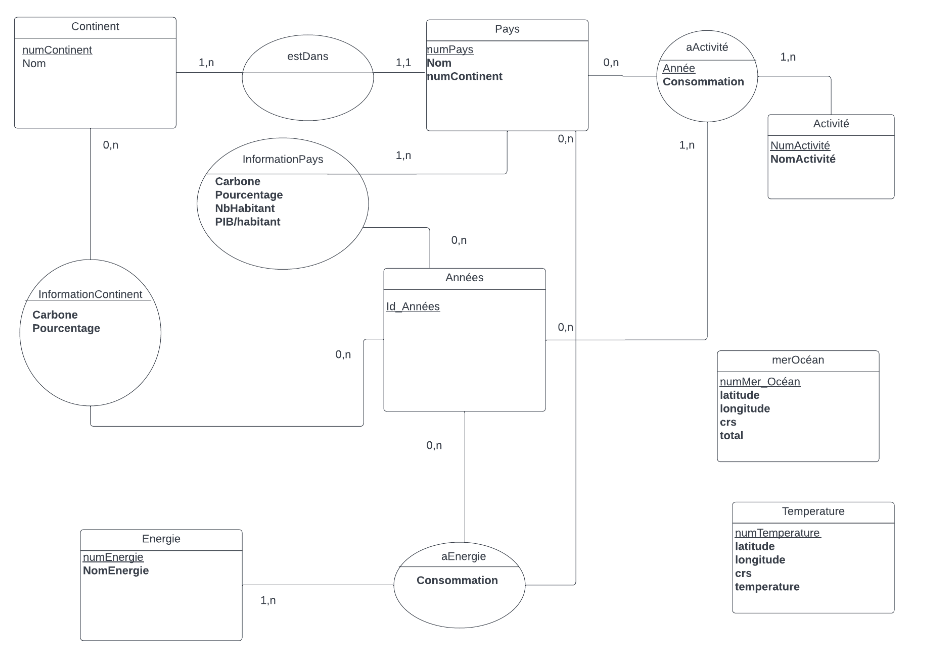 Continent
numContinent
Nom
1,n
estDans
1,1
Pays
numPays
Nom
numContinent
0,n
aActivité
Année
Consommation
1,n
Activité
NumActivité
NomActivité
0,n
InformationPays
Carbone
Pourcentage
NbHabitant
PIB/habitant
1,n
0,n
1,n
0,n
InformationContinent
Carbone
Pourcentage
Années
Id_Années
0,n
0,n
merOcéan
numMer_Océan
latitude
longitude
crs
total
0,n
Temperature
numTemperature
latitude
longitude
crs
temperature
Energie
numEnergie
NomEnergie
1,n
aEnergie
Consommation